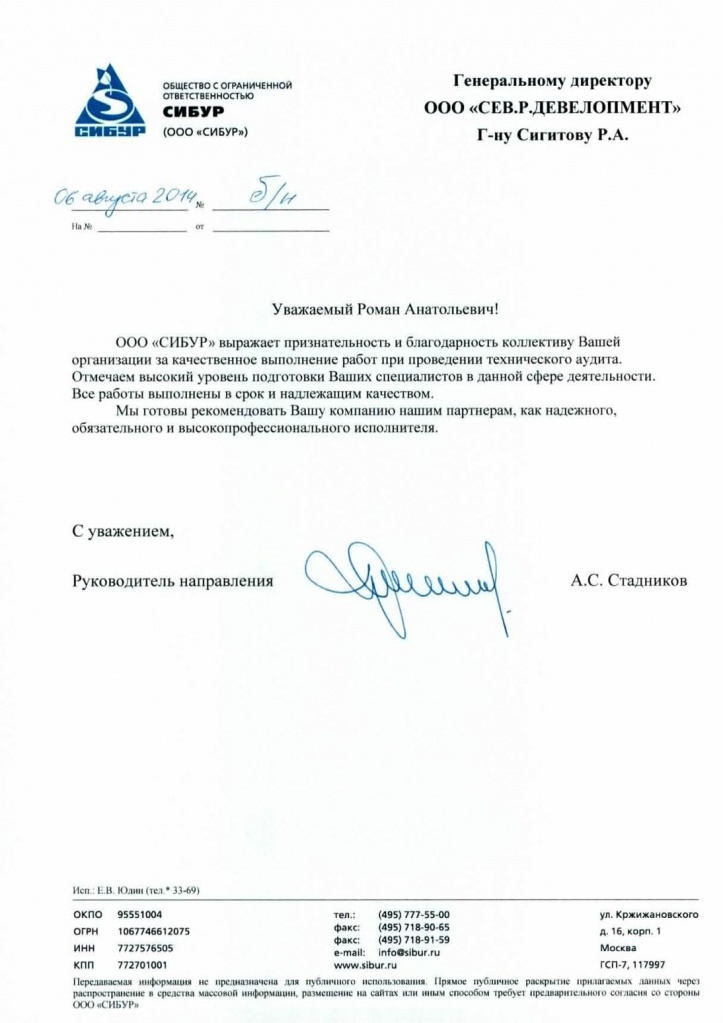 ОБЩЕСТВО С ОГРАНИЧЕННОЙ
ОТВЕТСТВЕННОСТЬЮ
СИБУР
(ООО «СИБУР»)
СИБУР
Генеральному директору
ООО «СЕВ.Р.ДЕВЕЛОПМЕНТ»
Г-ну Сигитову Р.А.
06 августа 2014 № б/н
На № от
Уважаемый Роман Анатольевич!
ООО «СИБУР» выражает признательность и благодарность коллективу Вашей
организации за качественное выполнение работ при проведении технического аудита.
Отмечаем высокий уровень подготовки Ваших специалистов в данной сфере деятельности.
Все работы выполнены в срок и надлежащим качеством.
Мы готовы рекомендовать Вашу компанию нашим партнерам, как надежного,
обязательного и высокопрофессионального исполнителя.
С уважением,
Руководитель направления А.С. Стадников
Исп.: Е.В. Юдин (тел.* 33-69)
ОКПО 95551004
ОГРН 1067746612075
ИНН 7727576505
КПП 772701001
тел.: (495) 777-55-00
факс: (495) 718-90-65
факс: (495) 718-91-59
e-mail: info@sibur.ru
www.sibur.ru
ул. Кржижановского
д. 16, корп. 1
Москва
ГСП-7, 117997
Передаваемая информация не предназначена для публичного использования. Прямое публичное раскрытие прилагаемых данных через
распространение в средства массовой информации, размещение на сайтах или иным способом требует предварительного согласия со стороны
ООО «СИБУР»